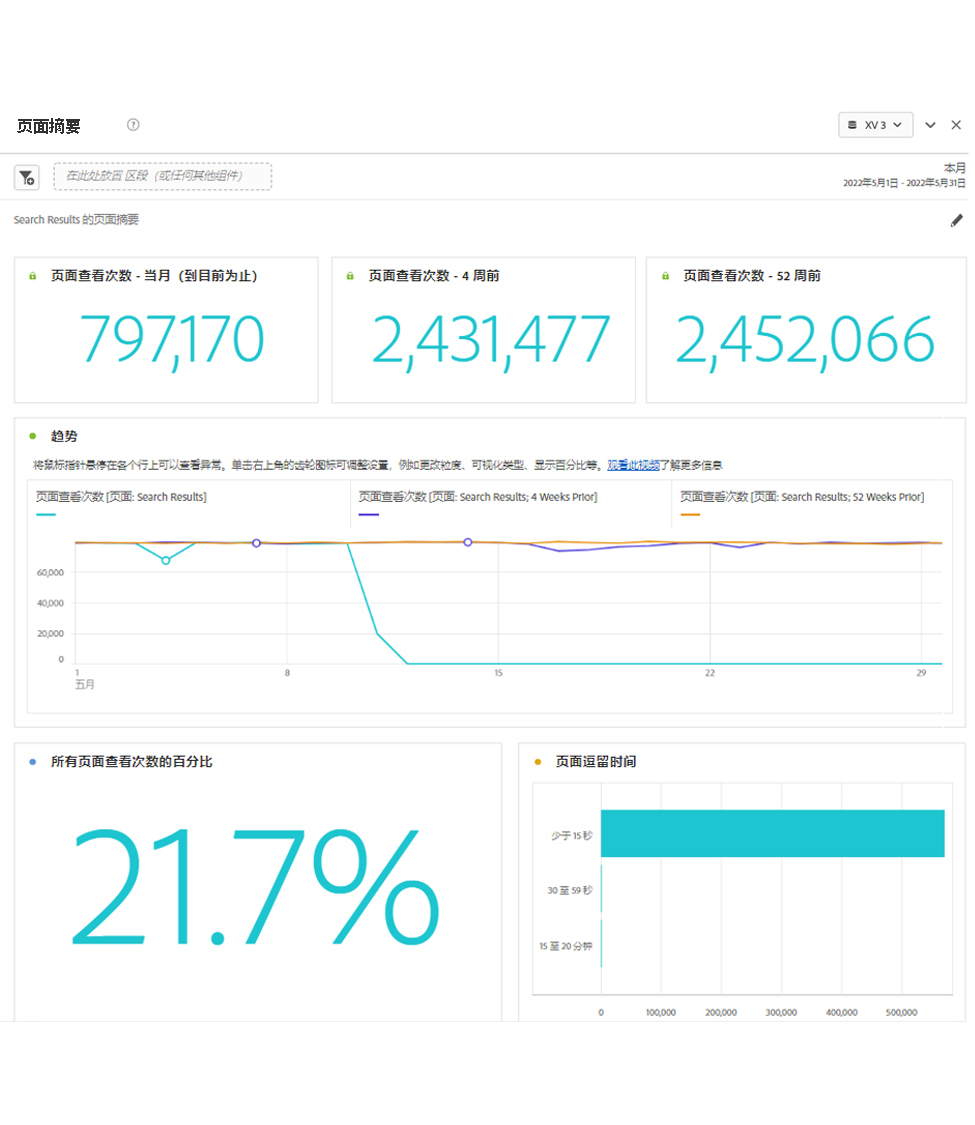 页面摘要
?
XV 3
在此处放置 区段（或任何其他组件）
本月
2022年5月1日 - 2022年5月31日
Search Results 的页面摘要
页面查看次数 - 当月（到目前为止）
797,170
页面查看次数 - 4 周前
2,431,477
页面查看次数 - 52 周前
2,452,066
趋势
将鼠标指针悬停在各个行上可以查看异常。单击右上角的齿轮图标可调整设置，例如更改粒度、可视化类型、显示百分比等。观看此视频了解更多信息
页面查看次数 [页面: Search Results]
页面查看次数 [页面: Search Results; 4 Weeks Prior]
页面查看次数 [页面: Search Results; 52 Weeks Prior]
60,000
40,000
20,000
0
1
8
15
22
29
五月
所有页面查看次数的百分比
21.7%
页面逗留时间
少于 15 秒
30 至 59 秒
15 至 20 分钟
0
100,000
200,000
300,000
400,000
500,000